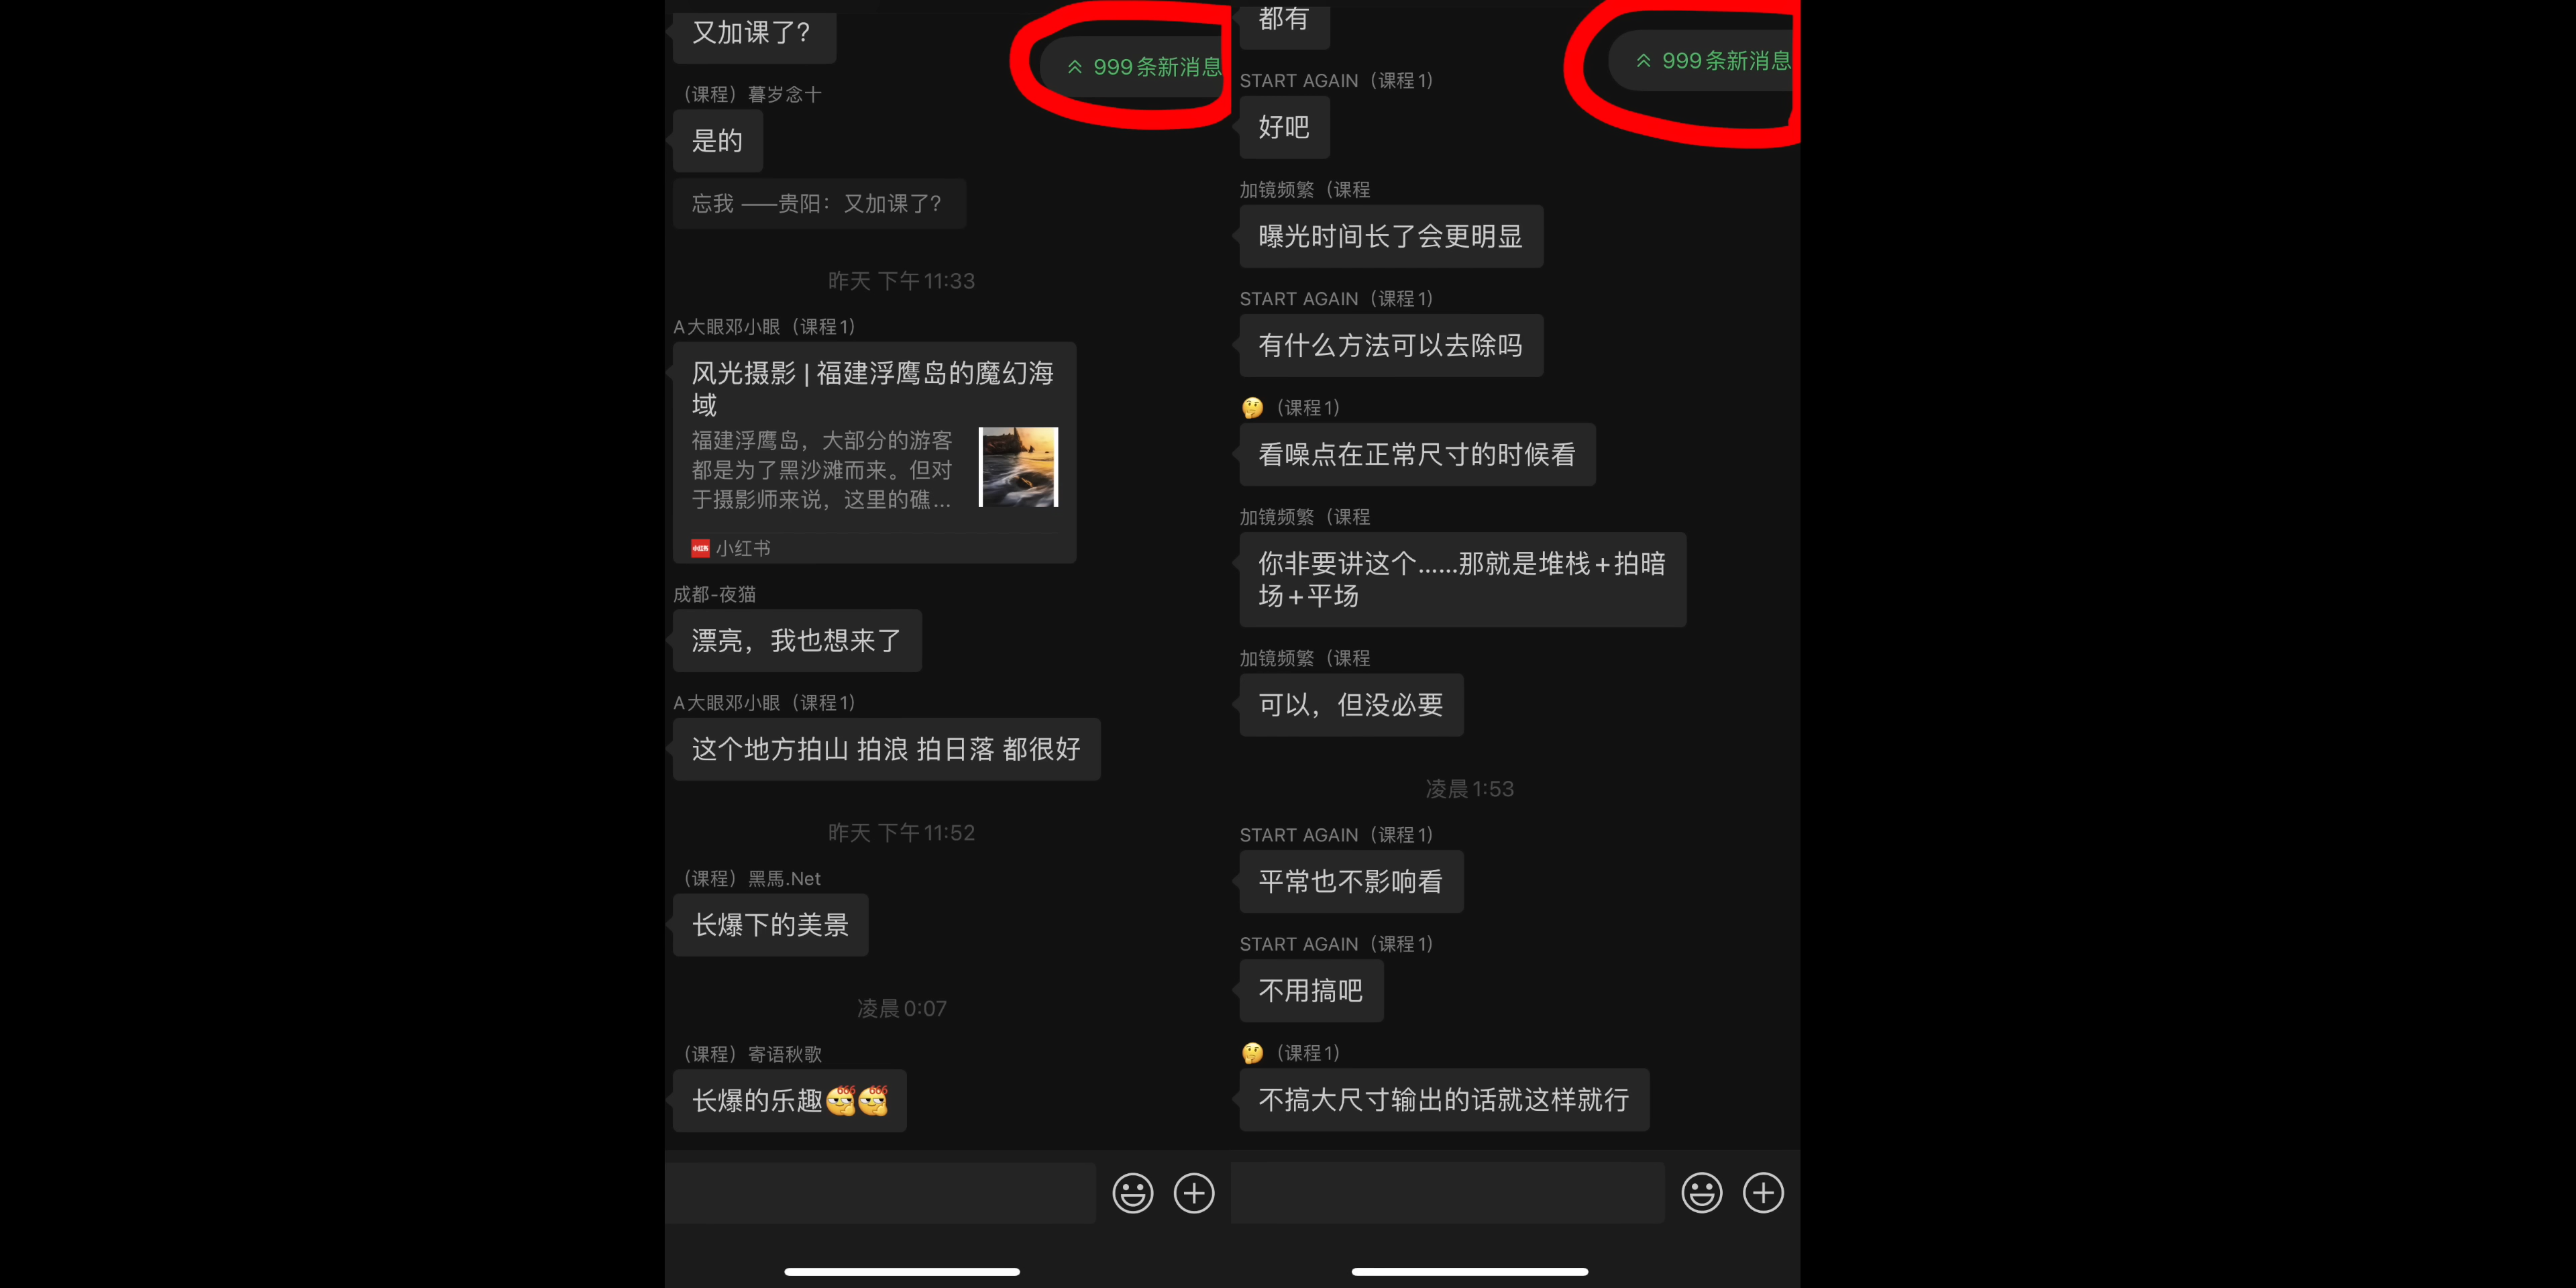 又加课了?
999条新消息
（课程）暮岁念十
是的
忘我 ——贵阳：又加课了?
昨天 下午11:33
A大眼邓小眼（课程1）
风光摄影 | 福建浮鹰岛的魔幻海
域
福建浮鹰岛，大部分的游客
都是为了黑沙滩而来。但对
于摄影师来说，这里的礁...
小红书
小红书
成都-夜猫
漂亮，我也想来了
A大眼邓小眼（课程1）
这个地方拍山 拍浪 拍日落 都很好
昨天 下午11:52
（课程）黑馬.Net
长爆下的美景
凌晨0:07
（课程）寄语秋歌
长爆的乐趣
666
666
都有
999条新消息
START AGAIN（课程1）
好吧
加镜频繁（课程
曝光时间长了会更明显
START AGAIN（课程1）
有什么方法可以去除吗
🤔（课程1）
看噪点在正常尺寸的时候看
加镜频繁（课程
你非要讲这个......那就是堆栈+拍暗
场+平场
加镜频繁（课程
可以，但没必要
凌晨1:53
START AGAIN（课程1）
平常也不影响看
START AGAIN（课程1）
不用搞吧
🤔（课程1）
不搞大尺寸输出的话就这样就行